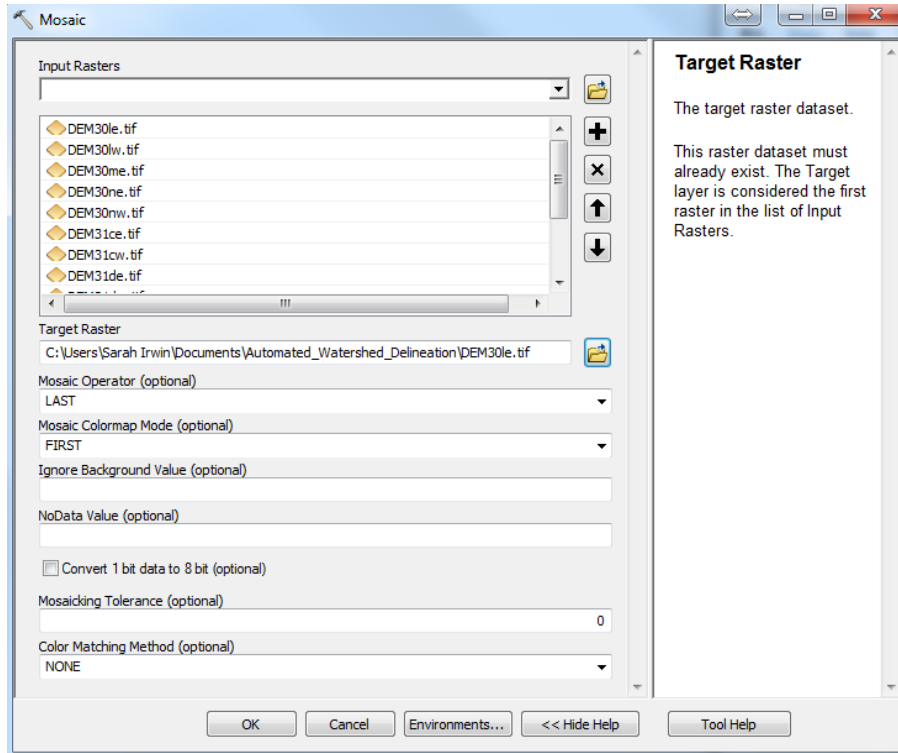 Mosaic
Input Rasters
DEM30le.tif
DEM30lw.tif
DEM30me.tif
DEM30ne.tif
DEM30nw.tif
DEM31ce.tif
DEM31cw.tif
DEM31de.tif
Target Raster
C:\Users\Sarah Irwin\Documents\Automated_Watershed_Delineation\DEM30le.tif
Mosaic Operator (optional)
LAST
Mosaic Colormap Mode (optional)
FIRST
Ignore Background Value (optional)
NoData Value (optional)
Convert 1 bit data to 8 bit (optional)
Mosaicking Tolerance (optional)
0
Color Matching Method (optional)
NONE
OK
Cancel
Environments...
<< Hide Help
Tool Help
Target Raster
The target raster dataset.
This raster dataset must
already exist. The Target
layer is considered the first
raster in the list of Input
Rasters.